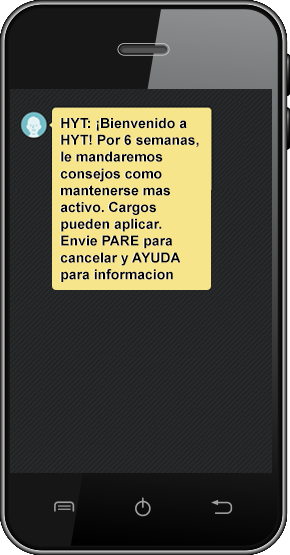 HYT: ¡Bienvenido a
HYT! Por 6 semanas,
le mandaremos
consejos como
mantenerse mas
activo. Cargos
pueden aplicar.
Envie PARE para
cancelar y AYUDA
para informacion